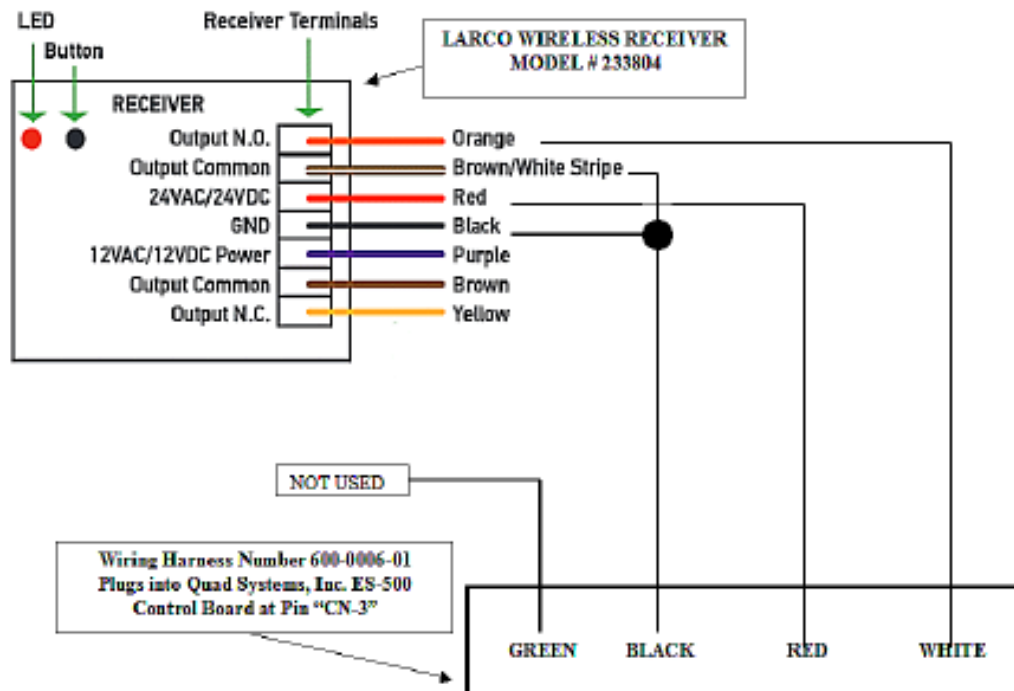 LED
Button
Receiver Terminals
LARCO WIRELESS RECEIVER
MODEL # 233804
RECEIVER
Output N.O. Orange
Output Common Brown/White Stripe
24VAC/24VDC Red
GND Black
12VAC/12VDC Power Purple
Output Common Brown
Output N.C. Yellow
NOT USED
Wiring Harness Number 600-0006-01
Plugs into Quad Systems, Inc. ES-500
Control Board at Pin “CN-3”
GREEN BLACK RED WHITE